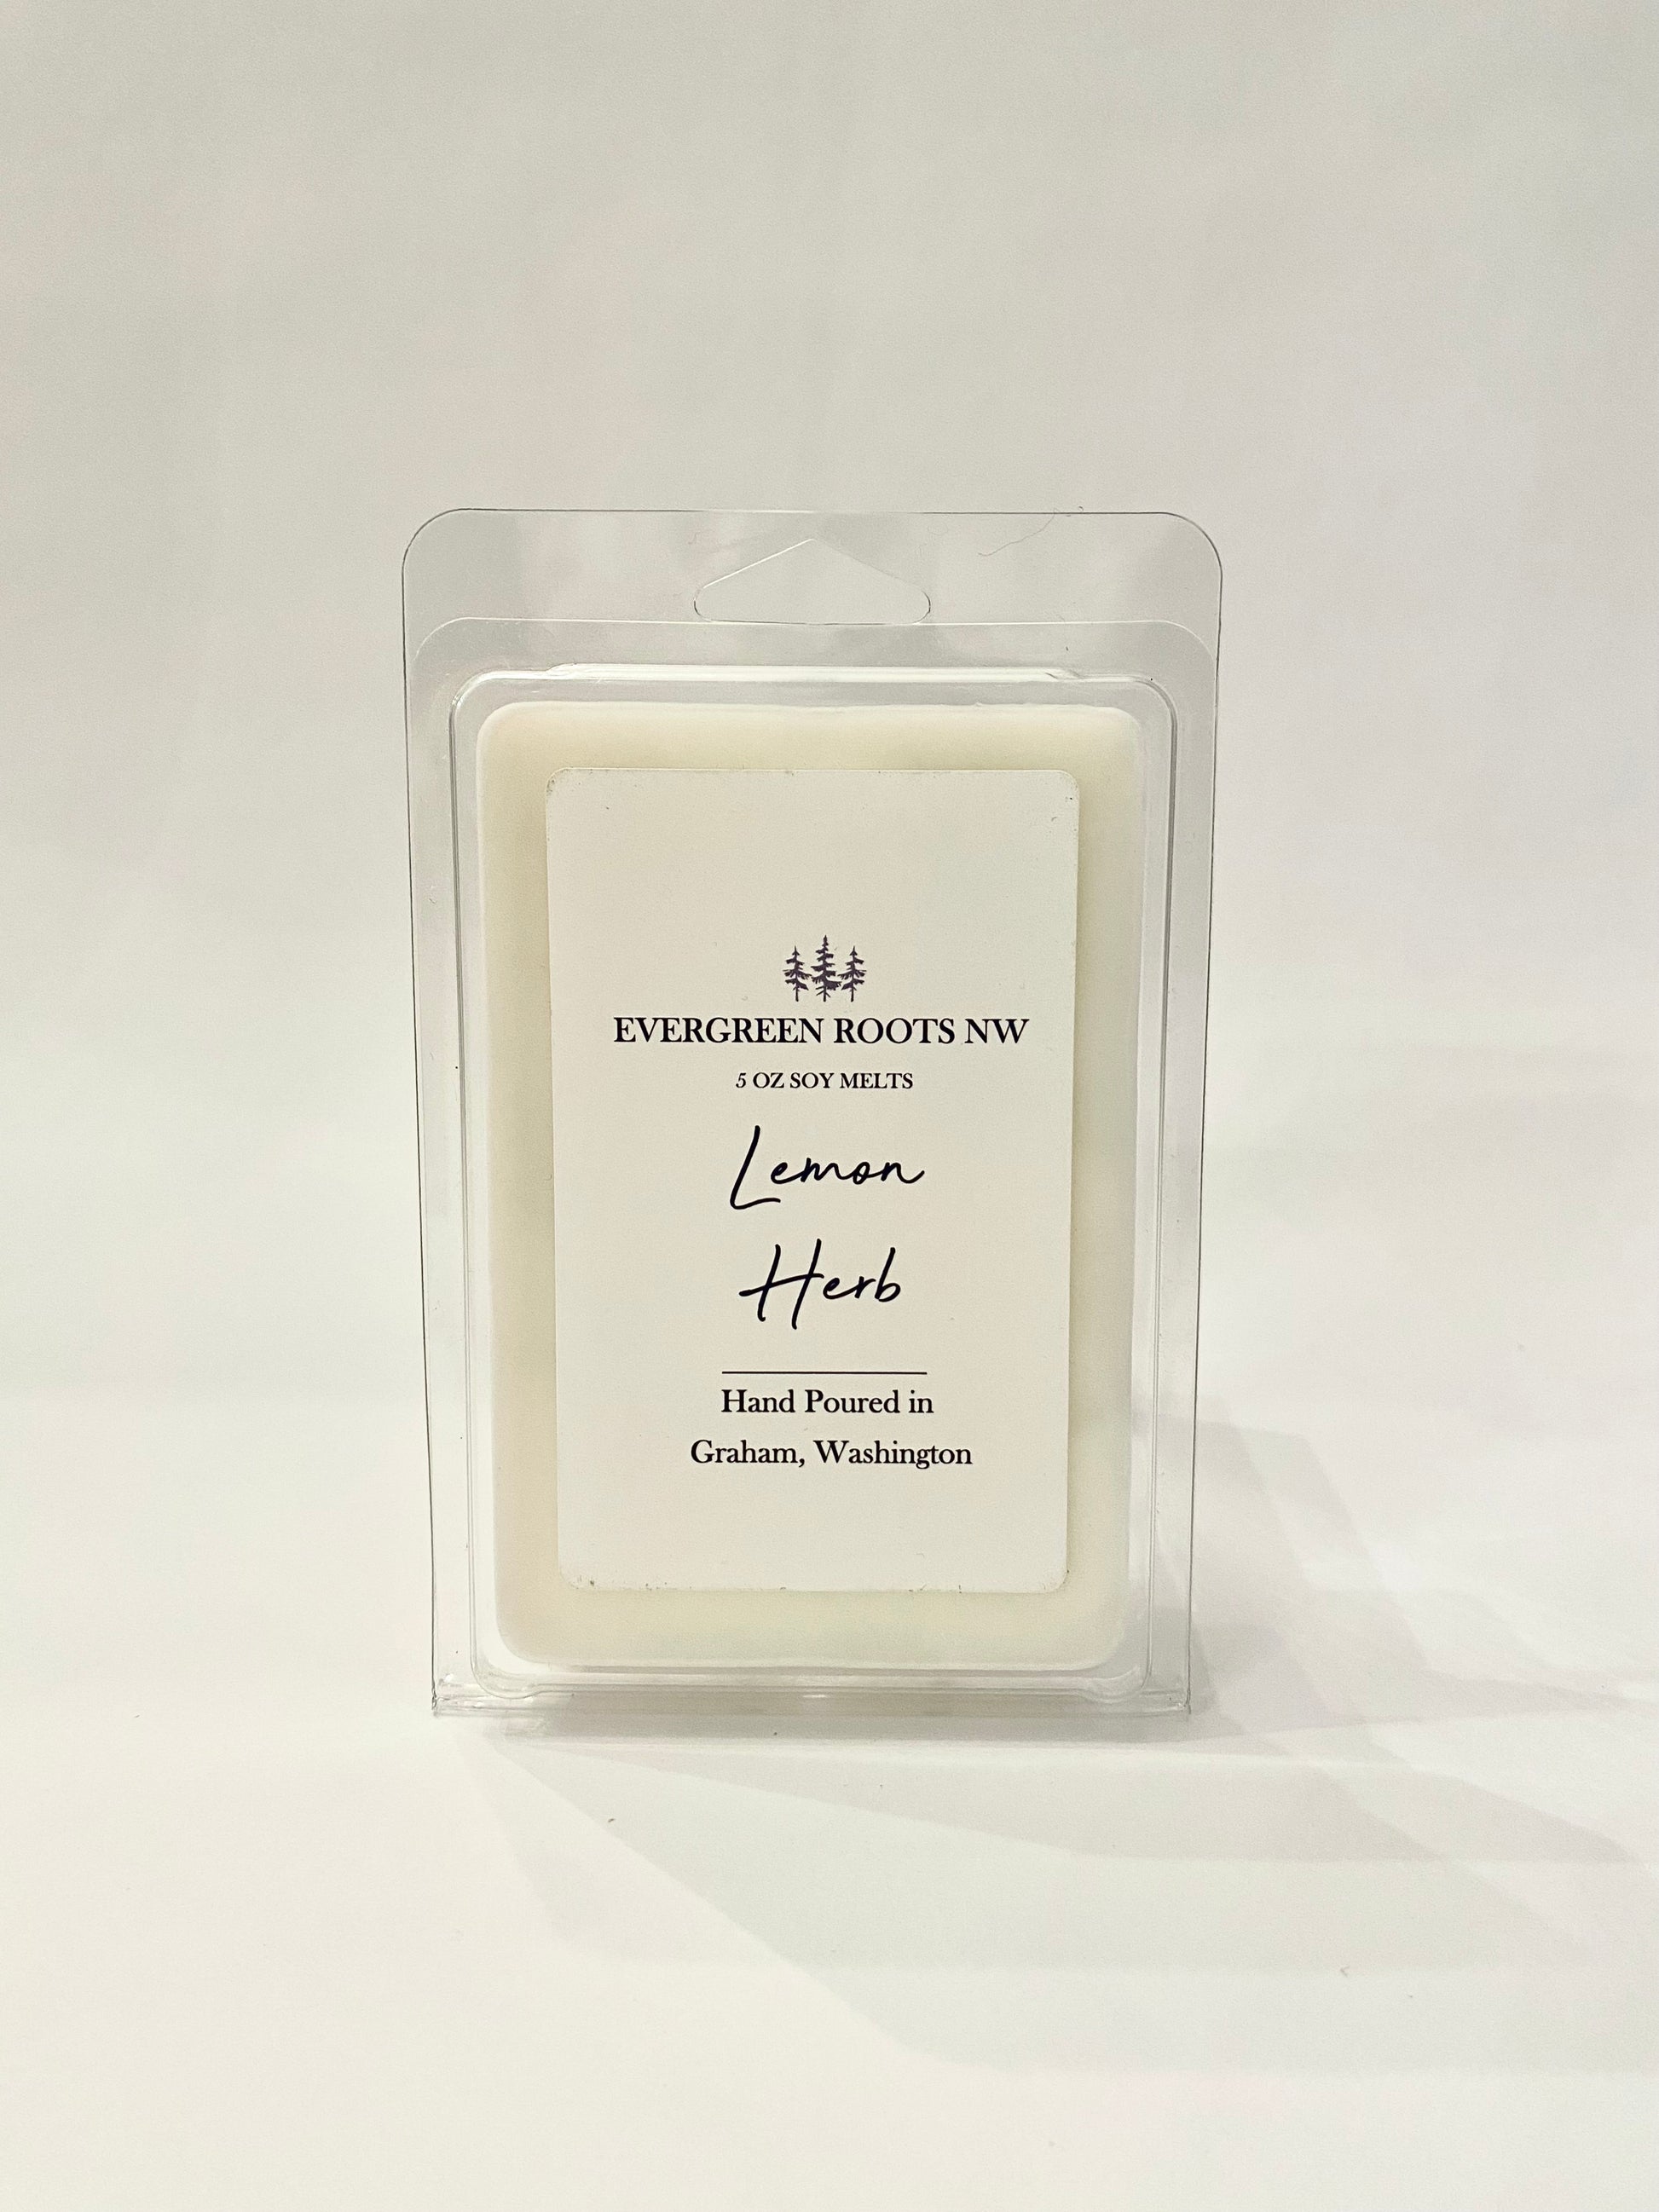 EVERGREEN ROOTS NW
5 OZ SOY MELTS
Lemon
Herb
Hand Poured in
Graham, Washington